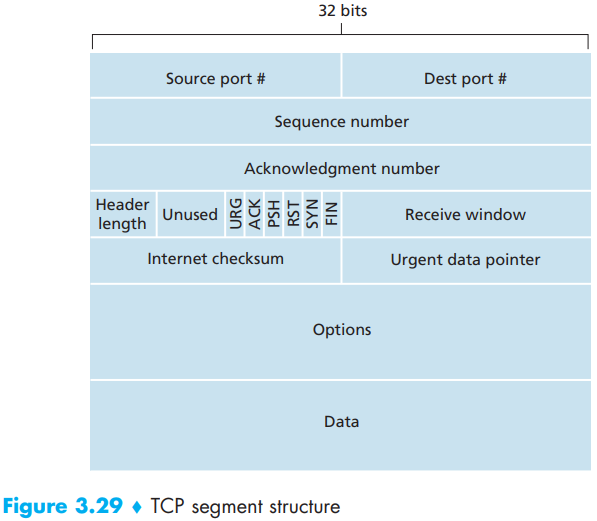 32 bits
Source port # Dest port #
Sequence number
Acknowledgment number
Header length Unused URG ACK PSH RST SYN FIN Receive window
Internet checksum Urgent data pointer
Options
Data
Figure 3.29 ♦ TCP segment structure